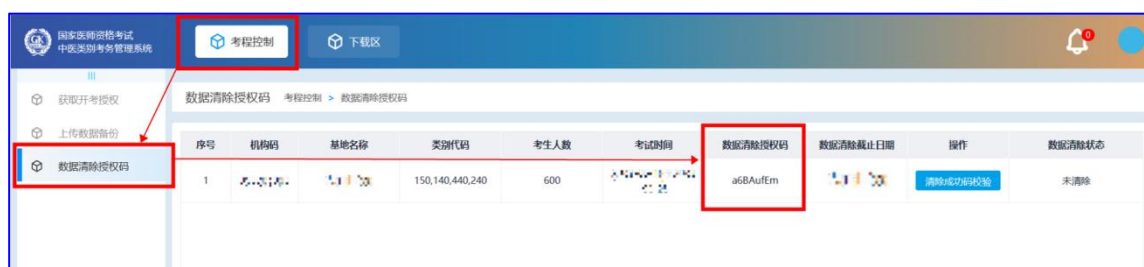 国家医师资格考试
中医类别考务管理系统
考程控制
下载区
0
获取开考授权
上传数据备份
数据清除授权码
数据清除授权码 考程控制 > 数据清除授权码
序号 机构码 基地名称 类别代码 考生人数 考试时间 数据清除授权码 数据清除截止日期 操作 数据清除状态
1 150,140,440,240 600 a6BAufEm 清除成功码校验 未清除